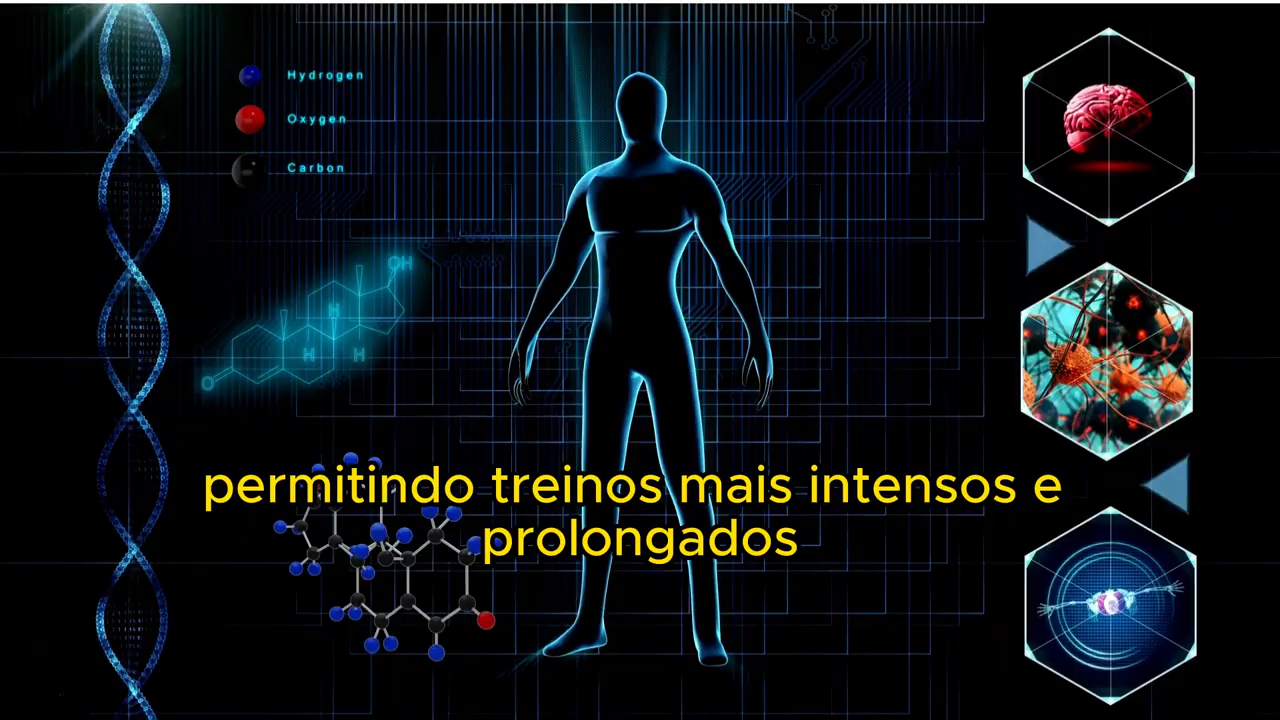 Hydrogen
Oxygen
Carbon
OH
H
H
H
O
permitindo treinos mais intensos e
prolongados